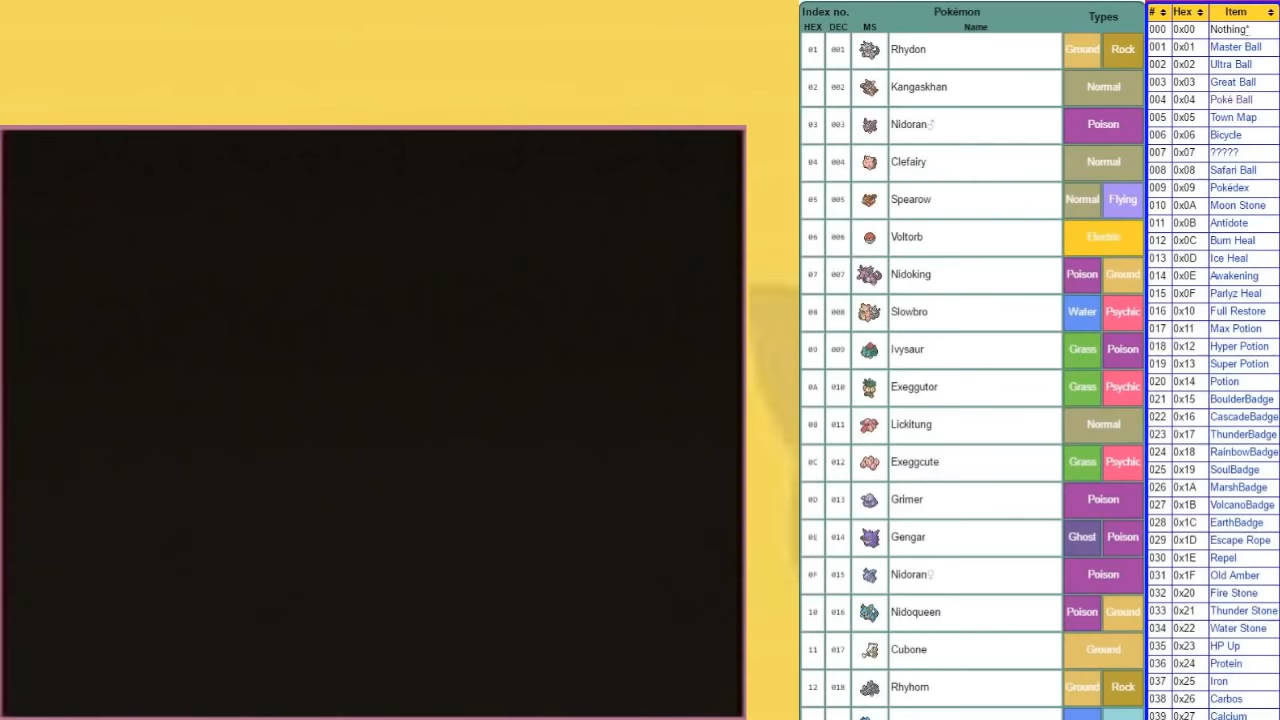 Index no. Pokémon Types
HEX DEC MS Name
01 001 Rhydon Ground Rock
02 002 Kangaskhan Normal
03 003 Nidoran♂ Poison
04 004 Clefairy Normal
05 005 Spearow Normal Flying
06 006 Voltorb Electric
07 007 Nidoking Poison Ground
08 008 Slowbro Water Psychic
09 009 Ivysaur Grass Poison
0A 010 Exeggutor Grass Psychic
0B 011 Lickitung Normal
0C 012 Exeggcute Grass Psychic
0D 013 Grimer Poison
0E 014 Gengar Ghost Poison
0F 015 Nidoran♀ Poison
10 016 Nidoqueen Poison Ground
11 017 Cubone Ground
12 018 Rhyhorn Ground Rock
# Hex Item
000 0x00 Nothing*
001 0x01 Master Ball
002 0x02 Ultra Ball
003 0x03 Great Ball
004 0x04 Poké Ball
005 0x05 Town Map
006 0x06 Bicycle
007 0x07 ?????
008 0x08 Safari Ball
009 0x09 Pokédex
010 0x0A Moon Stone
011 0x0B Antidote
012 0x0C Burn Heal
013 0x0D Ice Heal
014 0x0E Awakening
015 0x0F Parlyz Heal
016 0x10 Full Restore
017 0x11 Max Potion
018 0x12 Hyper Potion
019 0x13 Super Potion
020 0x14 Potion
021 0x15 BoulderBadge
022 0x16 CascadeBadge
023 0x17 ThunderBadge
024 0x18 RainbowBadge
025 0x19 SoulBadge
026 0x1A MarshBadge
027 0x1B VolcanoBadge
028 0x1C EarthBadge
029 0x1D Escape Rope
030 0x1E Repel
031 0x1F Old Amber
032 0x20 Fire Stone
033 0x21 Thunder Stone
034 0x22 Water Stone
035 0x23 HP Up
036 0x24 Protein
037 0x25 Iron
038 0x26 Carbos
039 0x27 Calcium